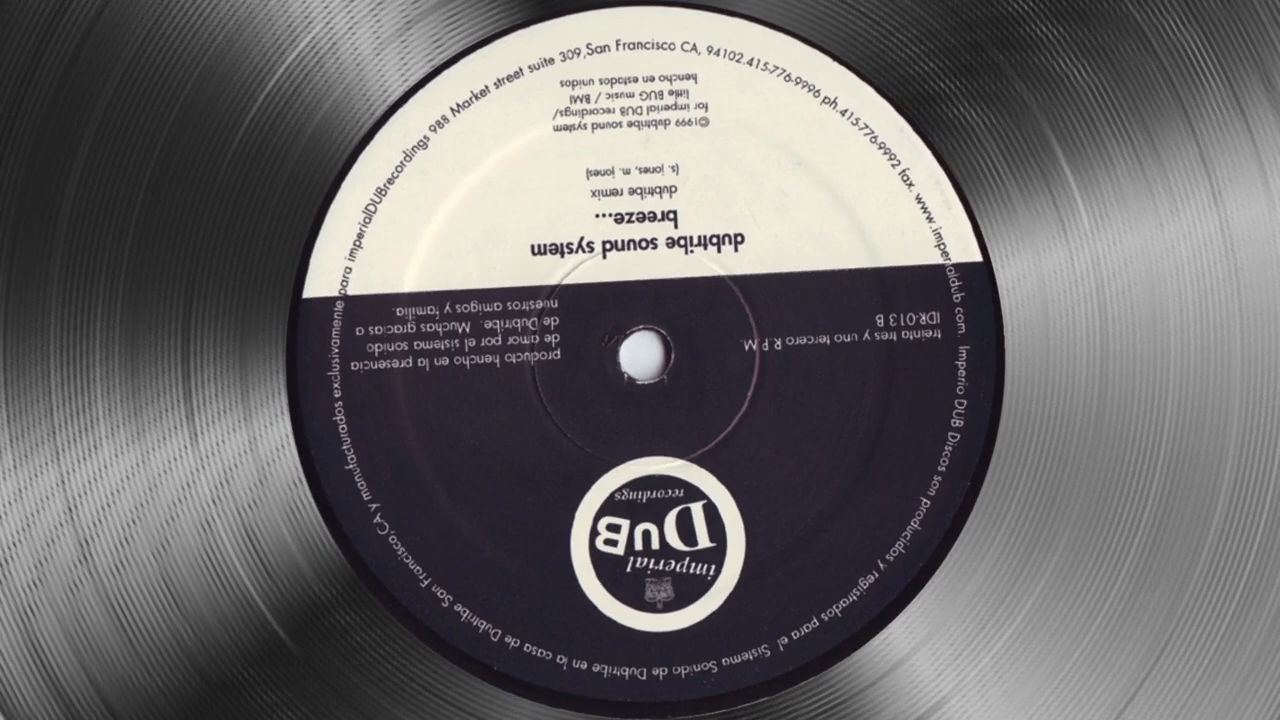 imperial
DUB
recordings
treinta tres y uno tercero R.P.M.
IDR-013 B
producto hencho en la presencia
de amor por el sistema sonido
de Dubtribe. Muchas gracias a
nuestros amigos y familia.
dubtribe sound system
breeze...
dubtribe remix
(s. jones, m. jones)
©1999 dubtribe sound system
for imperial DUB recordings/
little BUG music / BMI
hencho en estados unidos
Imperio DUB Discos son producidos y registrados para el Sistema Sonido de Dubtribe en la casa de Dubtribe San Francisco,CA y manufacturados exclusivamente para imperialDUBrecordings 988 Market street suite 309,San Francisco CA, 94102.415-776-9996 ph.415-776-9992 fax. www.imperialdub.com.